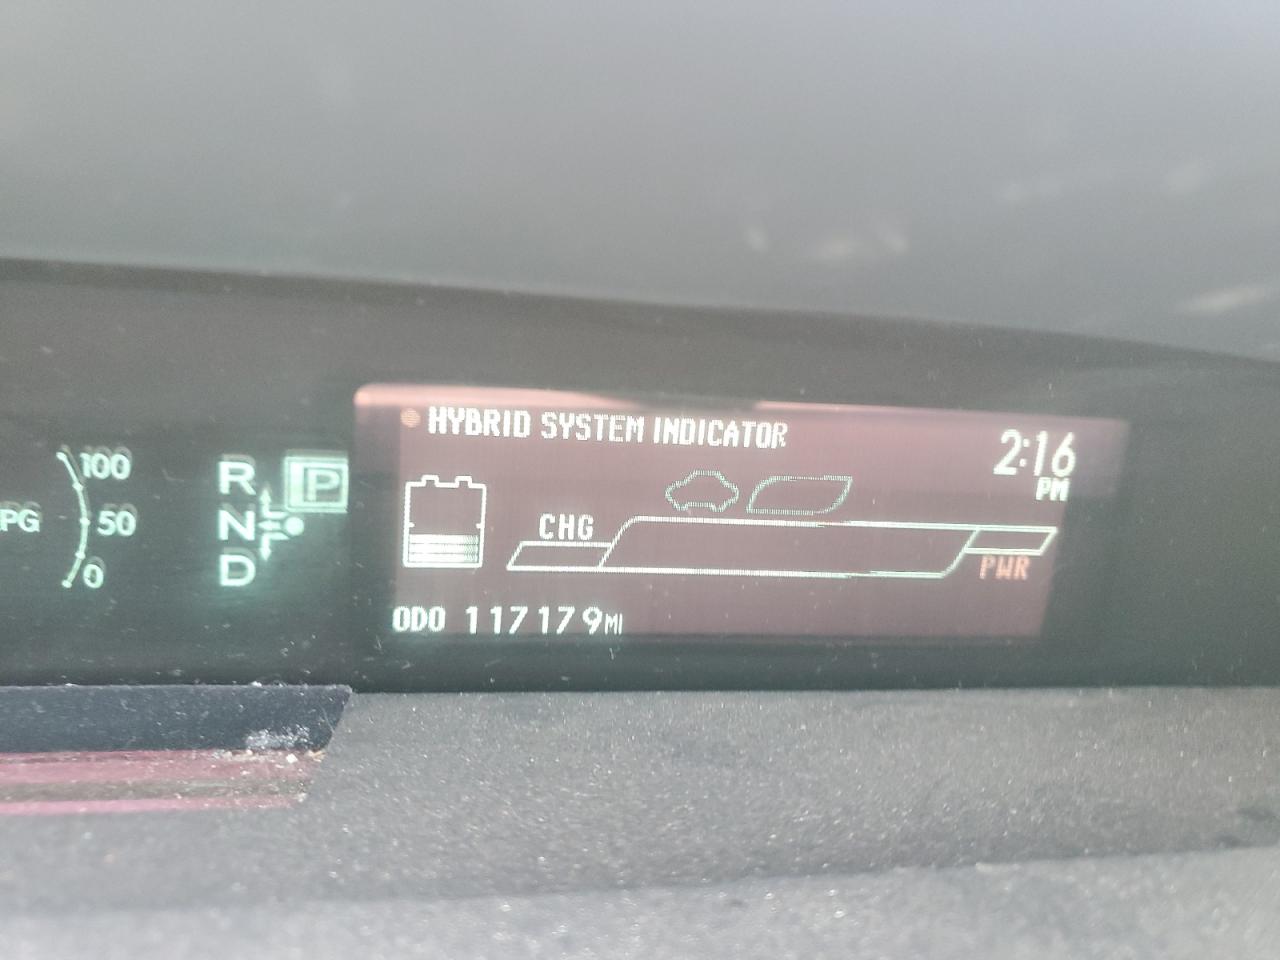 HYBRID SYSTEM INDICATOR
2:16
PM
100
50
0
PG
R
N
D
P
CHG
PWR
ODO 117179MI